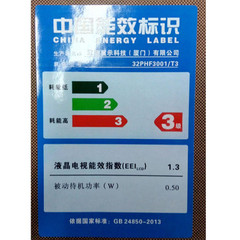 中国能效标识
CHINA ENERGY LABEL
示科技（厦门）有限公司
32PHF3001/T3
耗能低 1
2
耗能高 3 3级
液晶电视能效指数(EEI LCD) 1.3
被动待机功率（W） 0.50
依据国家标准：GB 24850-2013